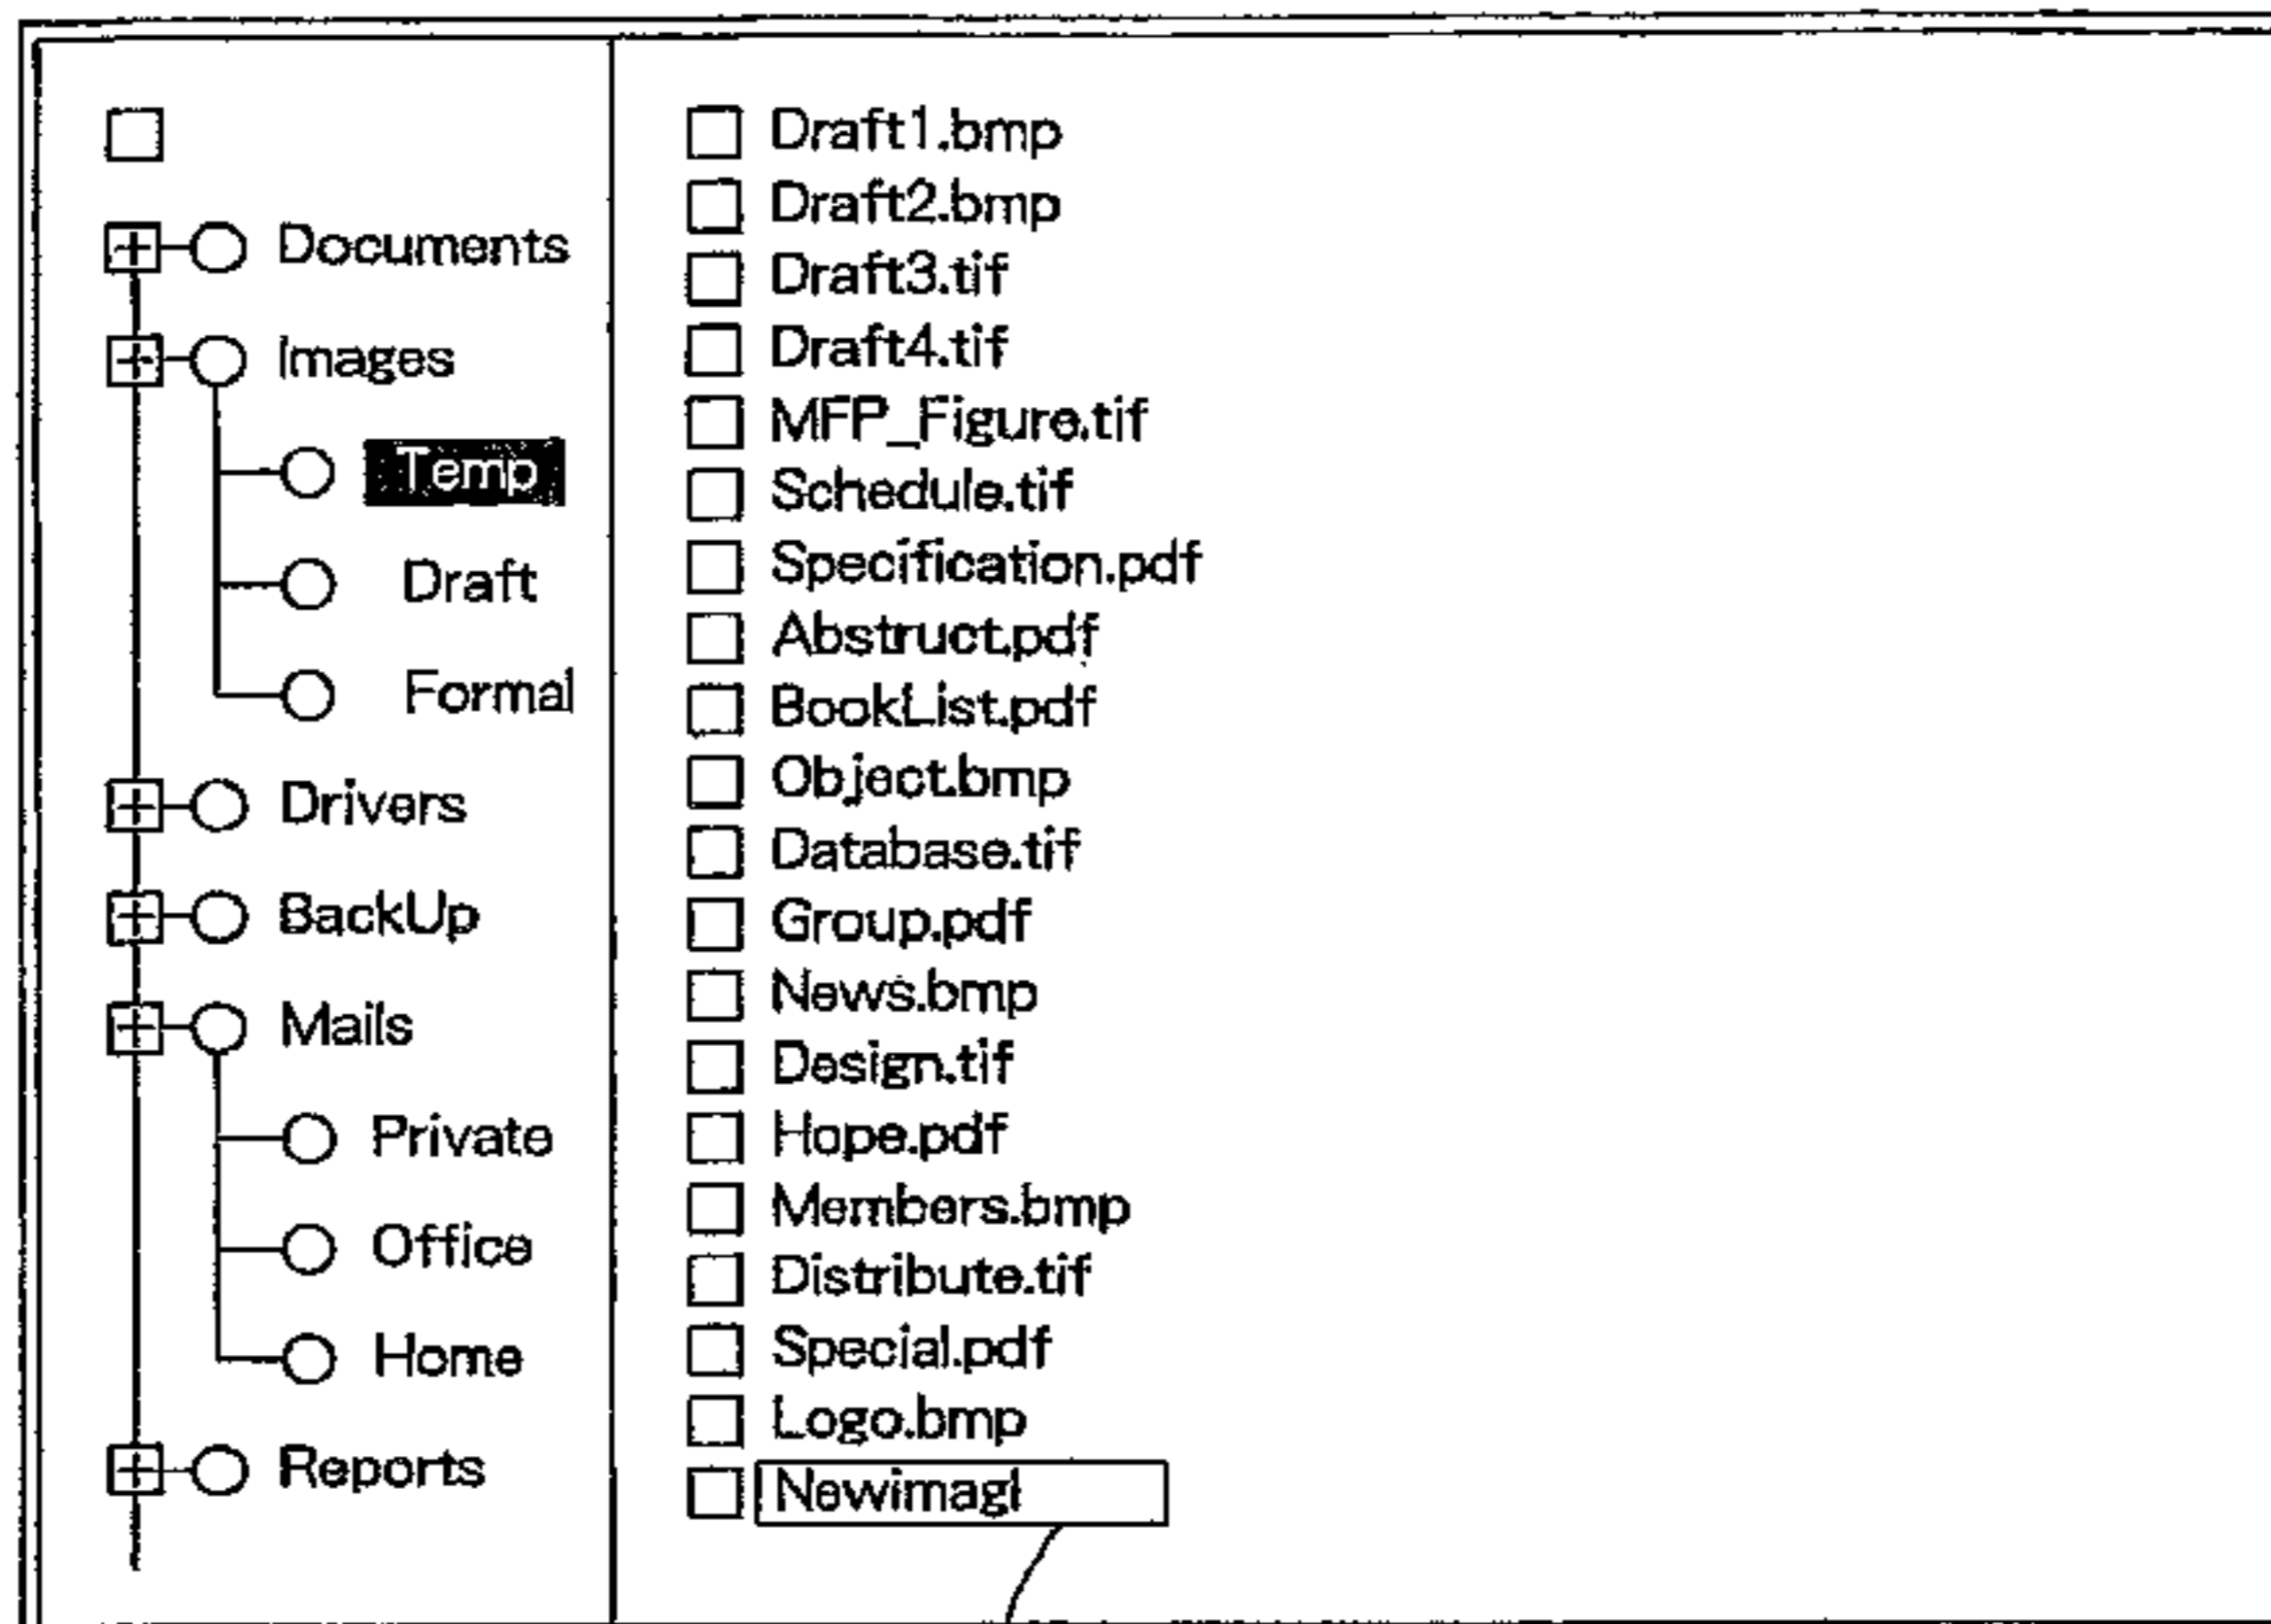 Documents
Images
Temp
Draft
Formal
Drivers
BackUp
Mails
Private
Office
Home
Reports
Draft1.bmp
Draft2.bmp
Draft3.tif
Draft4.tif
MFP_Figure.tif
Schedule.tif
Specification.pdf
Abstruct.pdf
BookList.pdf
Object.bmp
Database.tif
Group.pdf
News.bmp
Design.tif
Hope.pdf
Members.bmp
Distribute.tif
Special.pdf
Logo.bmp
Newimag